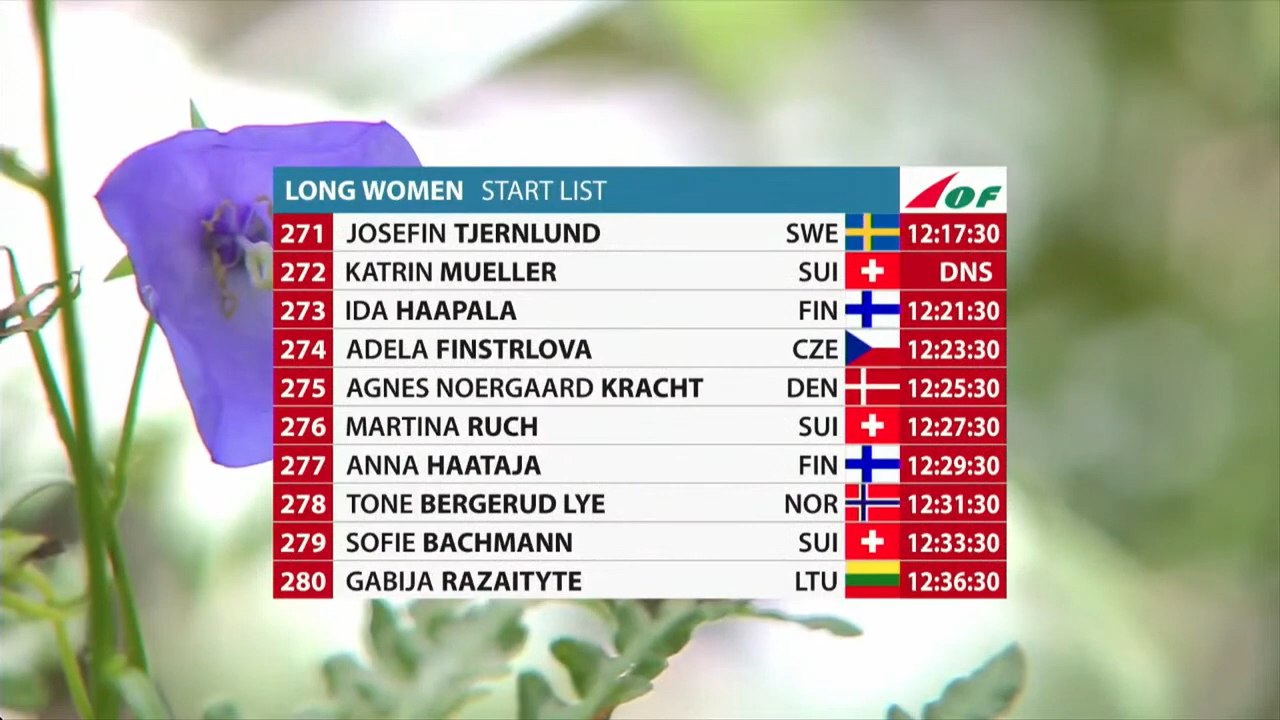 LONG WOMEN START LIST IOF
271 JOSEFIN TJERNLUND SWE 12:17:30
272 KATRIN MUELLER SUI DNS
273 IDA HAAPALA FIN 12:21:30
274 ADELA FINSTRLOVA CZE 12:23:30
275 AGNES NOERGAARD KRACHT DEN 12:25:30
276 MARTINA RUCH SUI 12:27:30
277 ANNA HAATAJA FIN 12:29:30
278 TONE BERGERUD LYE NOR 12:31:30
279 SOFIE BACHMANN SUI 12:33:30
280 GABIJA RAZAITYTE LTU 12:36:30